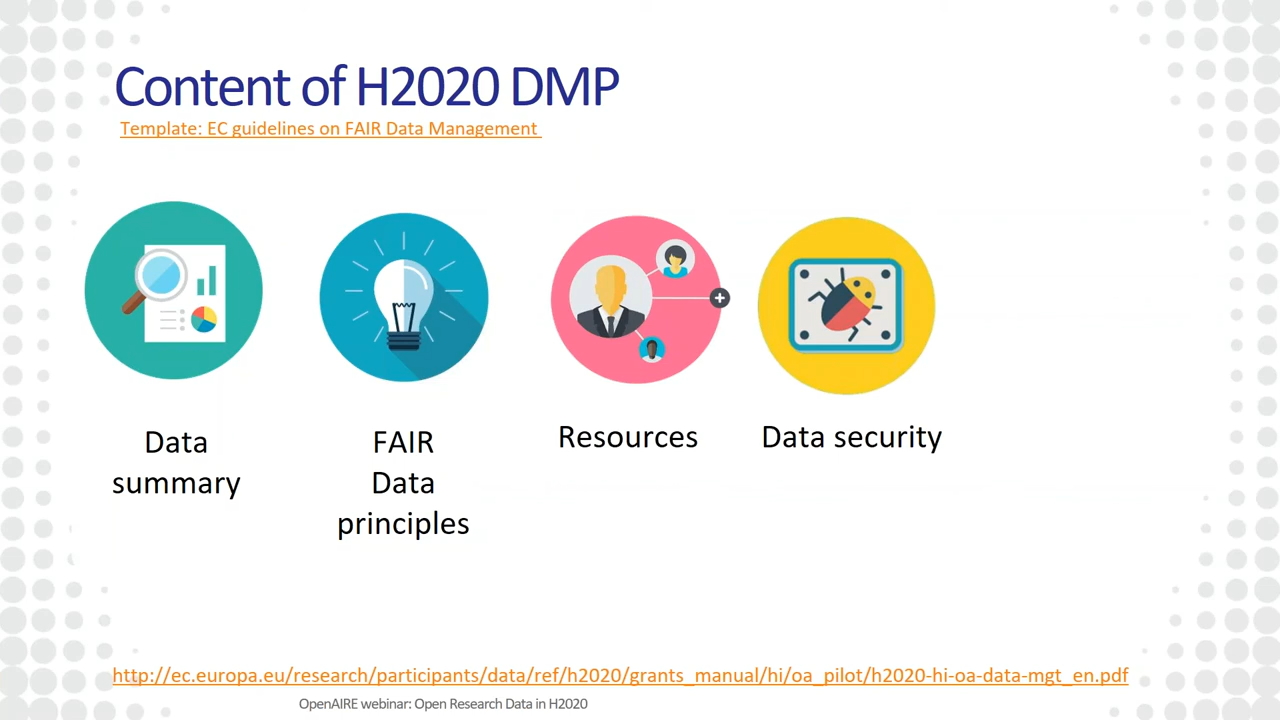 Content of H2020 DMP
Template: EC guidelines on FAIR Data Management
Data
summary
FAIR
Data
principles
Resources
Data security
http://ec.europa.eu/research/participants/data/ref/h2020/grants_manual/hi/oa_pilot/h2020-hi-oa-data-mgt_en.pdf
OpenAIRE webinar: Open Research Data in H2020